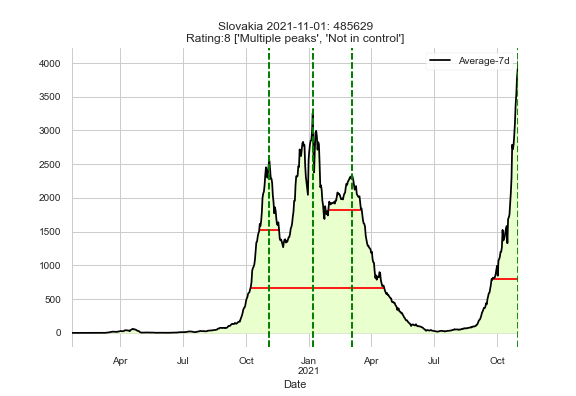 Slovakia 2021-11-01: 485629
Rating:8 ['Multiple peaks', 'Not in control']
Average-7d
4000
3500
3000
2500
2000
1500
1000
500
0
Apr
Jul
Oct
Jan
2021
Apr
Jul
Oct
Date